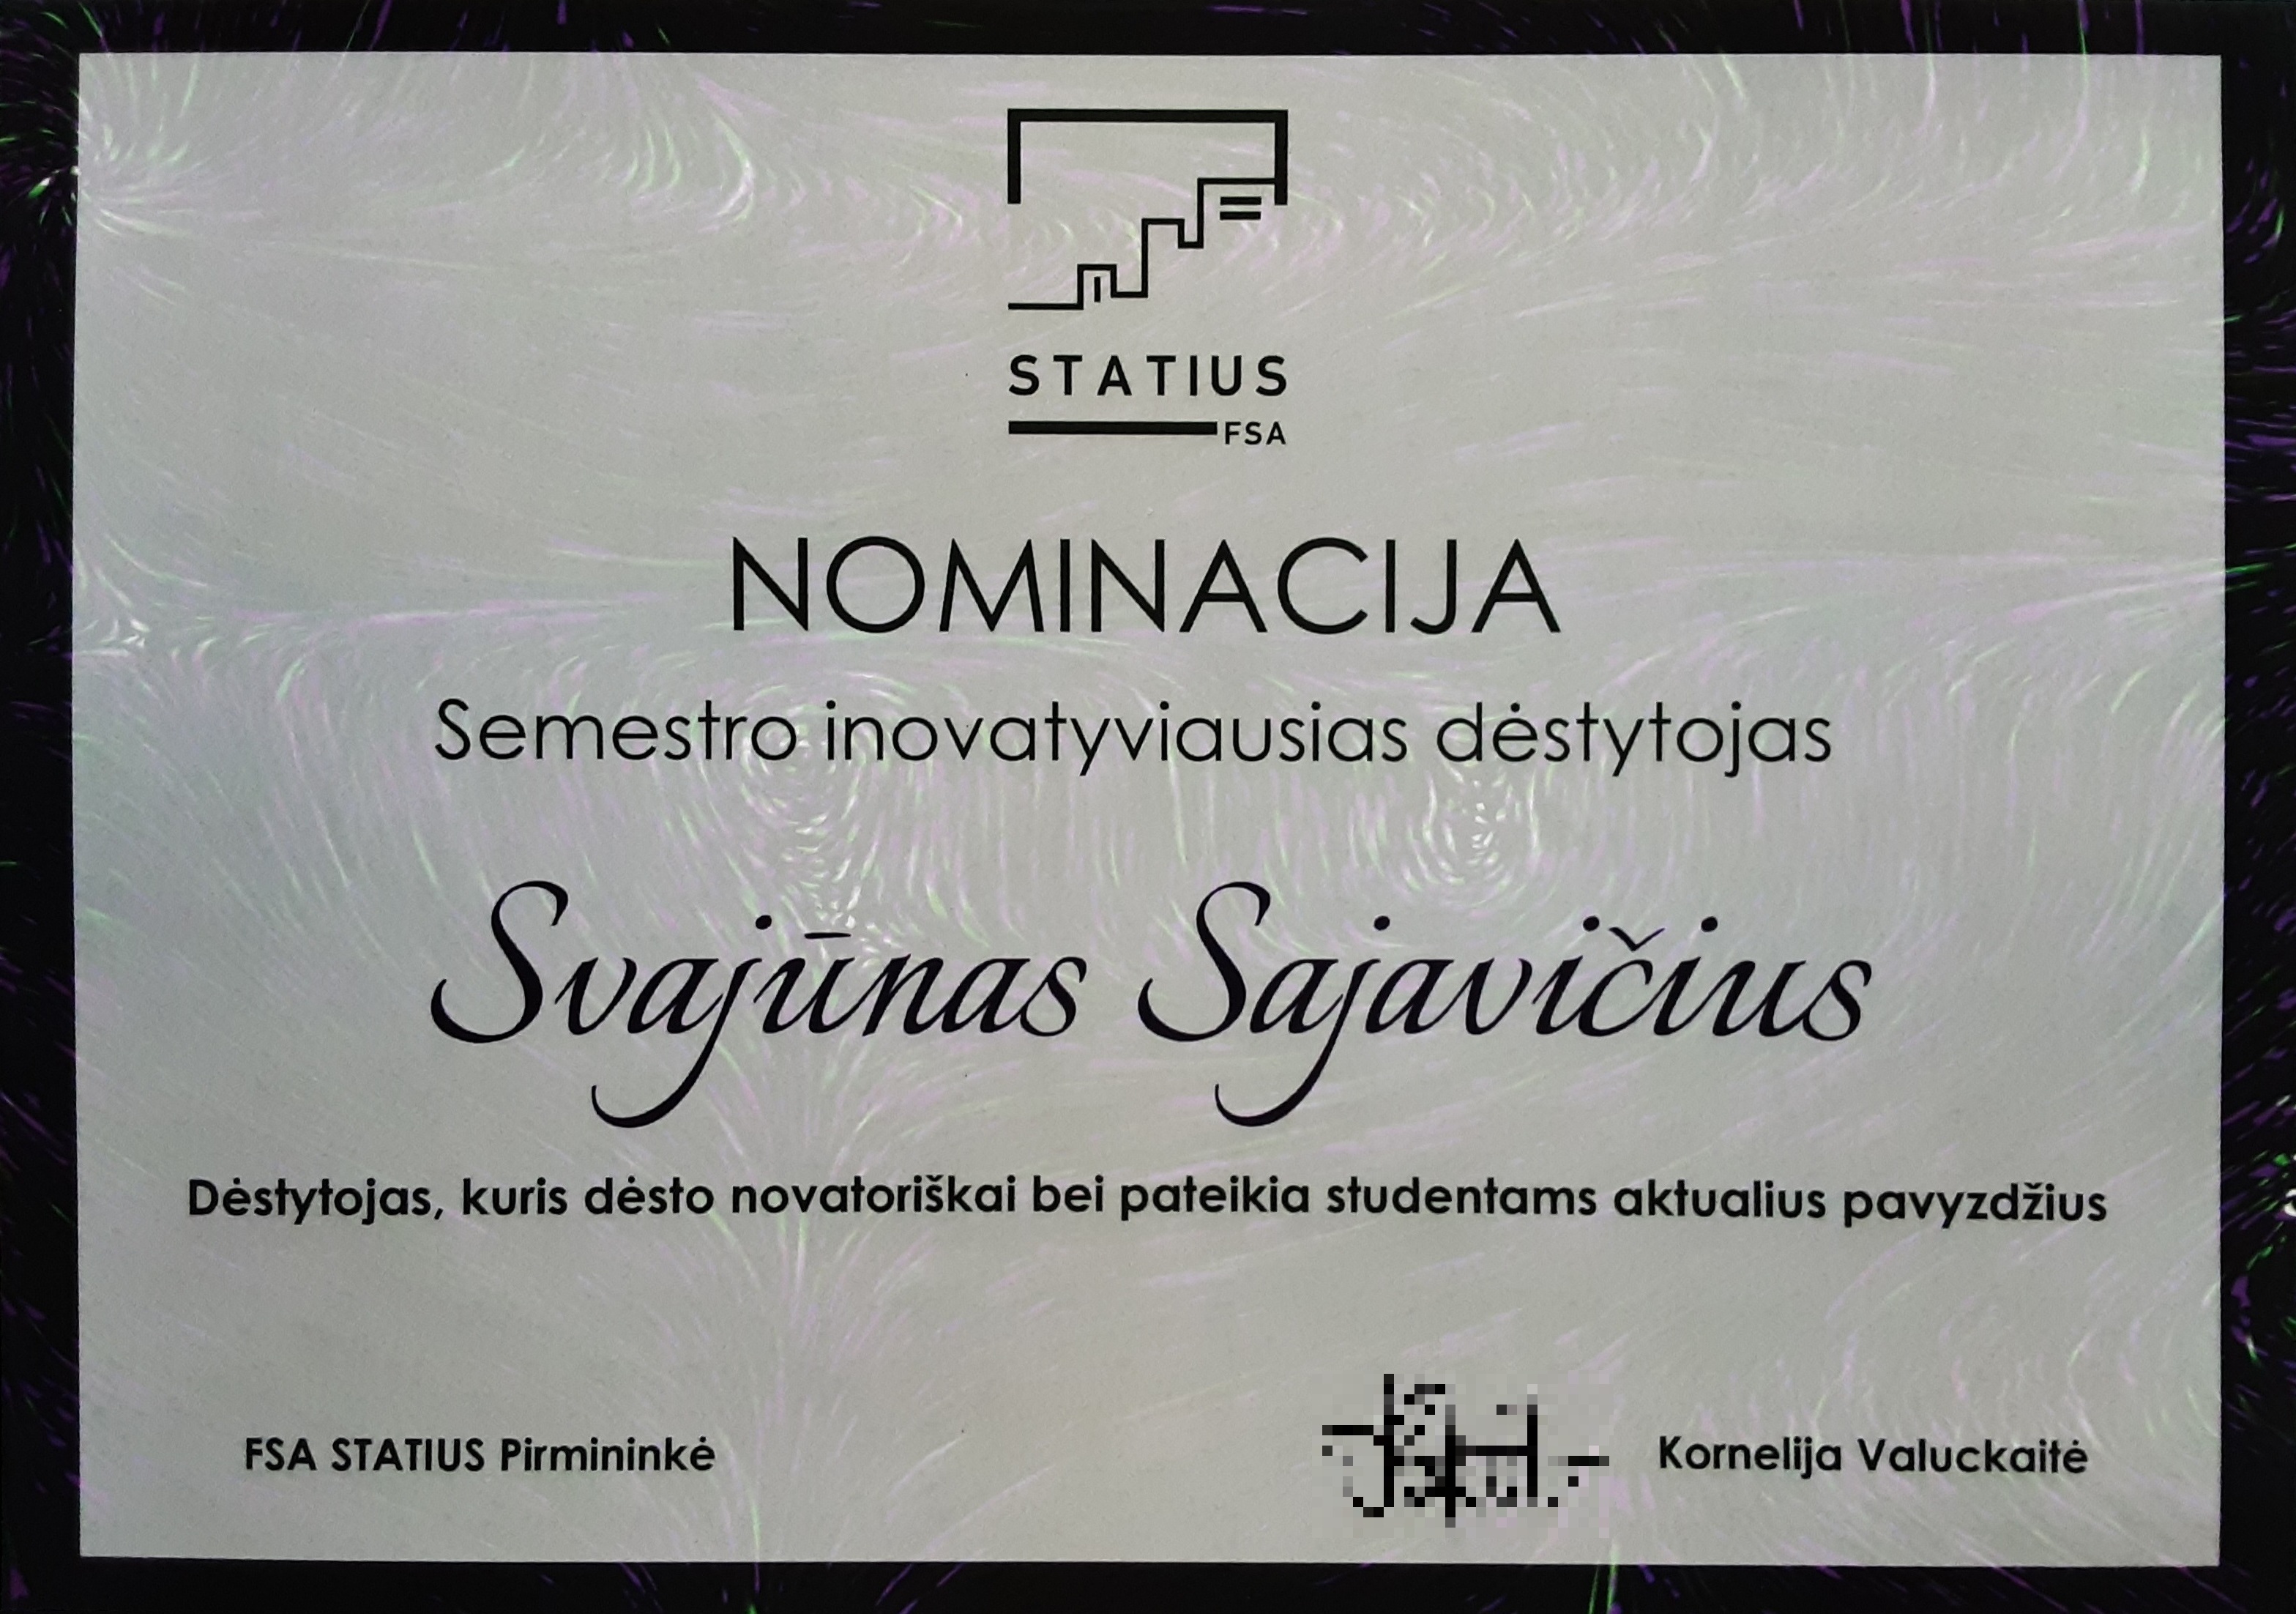 STATIUS
FSA
NOMINACIJA
Semestro inovatyviausias dėstytojas
Svajūnas Sajavičius
Dėstytojas, kuris dėsto novatoriškai bei pateikia studentams aktualius pavyzdžius
FSA STATIUS Pirmininkė
Kornelija Valuckaitė